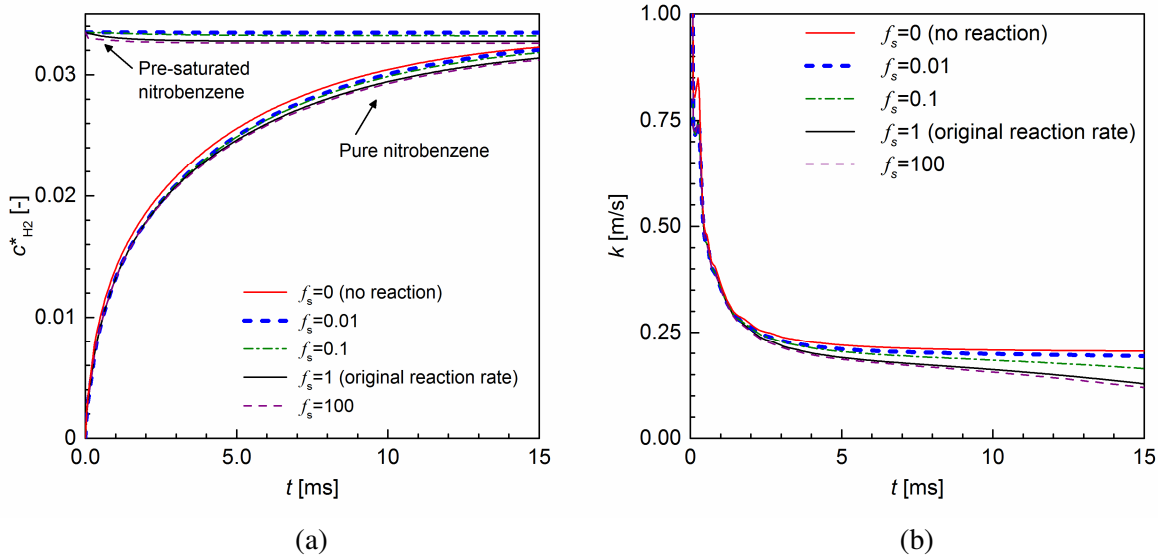 0.03
0.02
0.01
0
c*H2 [-]
Pre-saturated
nitrobenzene
Pure nitrobenzene
fs=0 (no reaction)
fs=0.01
fs=0.1
fs=1 (original reaction rate)
fs=100
0.0
5.0
10
15
t [ms]
(a)
1.00
0.75
0.50
0.25
0.00
k [m/s]
fs=0 (no reaction)
fs=0.01
fs=0.1
fs=1 (original reaction rate)
fs=100
0
5
10
15
t [ms]
(b)